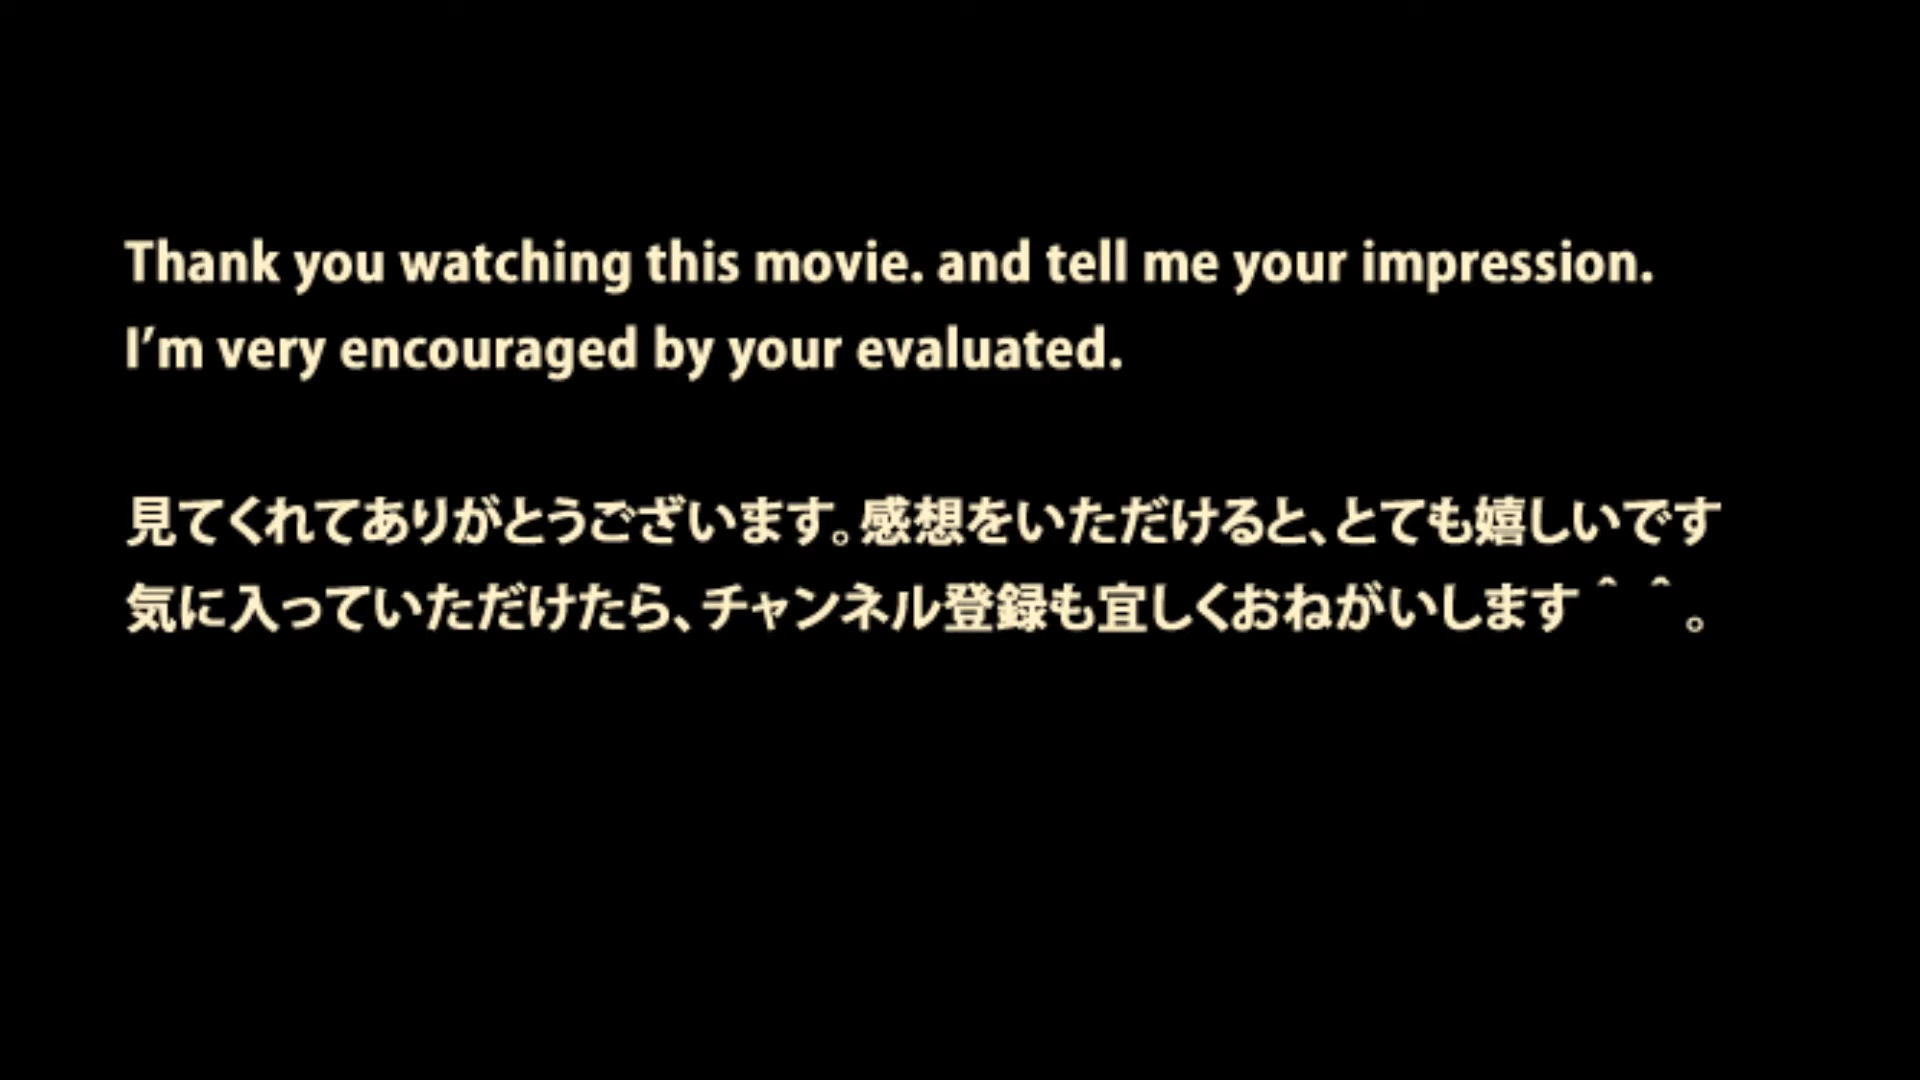 Thank you watching this movie. and tell me your impression.
I’m very encouraged by your evaluated.
見てくれてありがとうございます。感想をいただけると、とても嬉しいです
気に入っていただけたら、チャンネル登録も宜しくおねがいします＾＾。